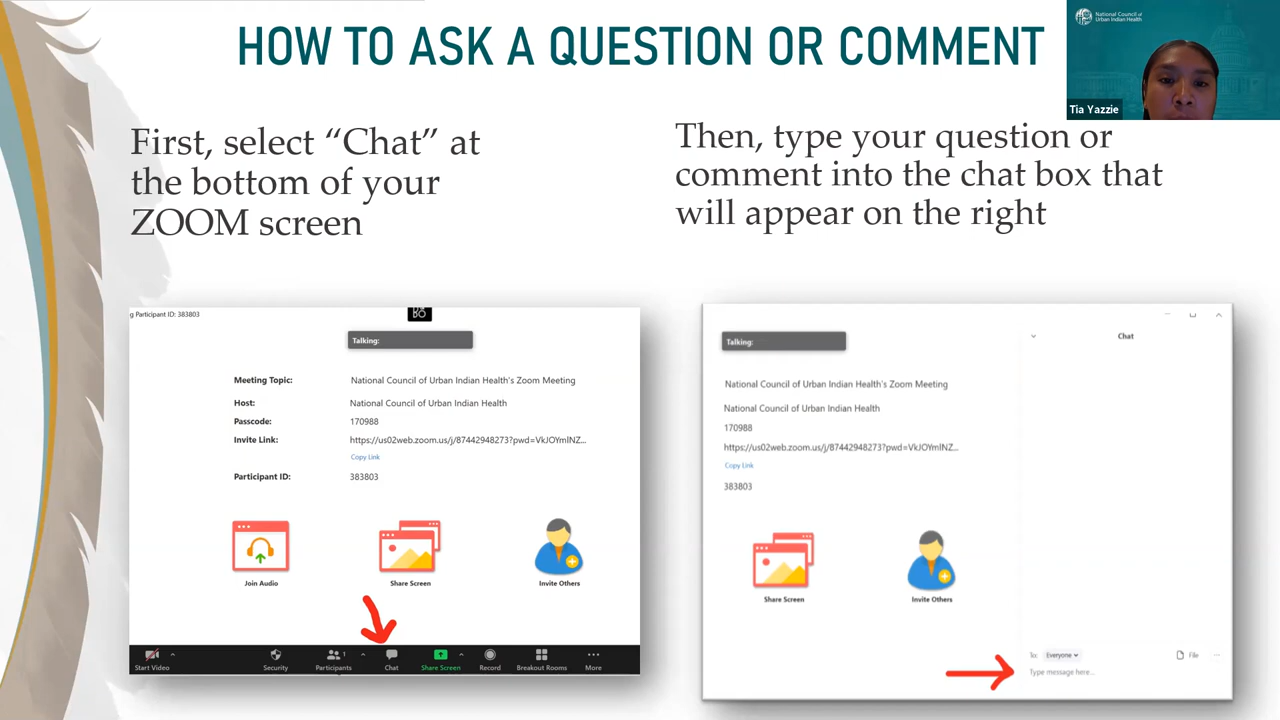 HOW TO ASK A QUESTION OR COMMENT
National Council of
Urban Indian Health
Tia Yazzie
First, select “Chat” at
the bottom of your
ZOOM screen
Then, type your question or
comment into the chat box that
will appear on the right
g Participant ID: 383803
Talking:
Meeting Topic: National Council of Urban Indian Health's Zoom Meeting
Host: National Council of Urban Indian Health
Passcode: 170988
Invite Link: https://us02web.zoom.us/j/87442948273?pwd=VkJOYmlNZ...
Copy Link
Participant ID: 383803
Join Audio Share Screen Invite Others
Start Video Security Participants 1 Chat Share Screen Record Breakout Rooms More
Talking:
Chat
National Council of Urban Indian Health's Zoom Meeting
National Council of Urban Indian Health
170988
https://us02web.zoom.us/j/87442948273?pwd=VkJOYmlNZ...
Copy Link
383803
Share Screen Invite Others
To: Everyone File ...
Type message here...